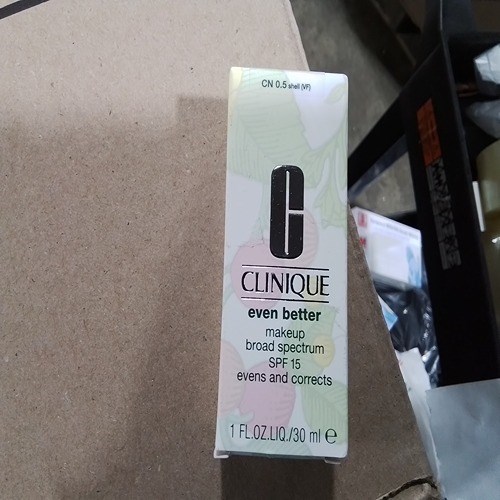 CN 0.5 shell (VF)
C
CLINIQUE
even better
makeup
broad spectrum
SPF 15
evens and corrects
1 FL.OZ.LIQ./30 ml ℮